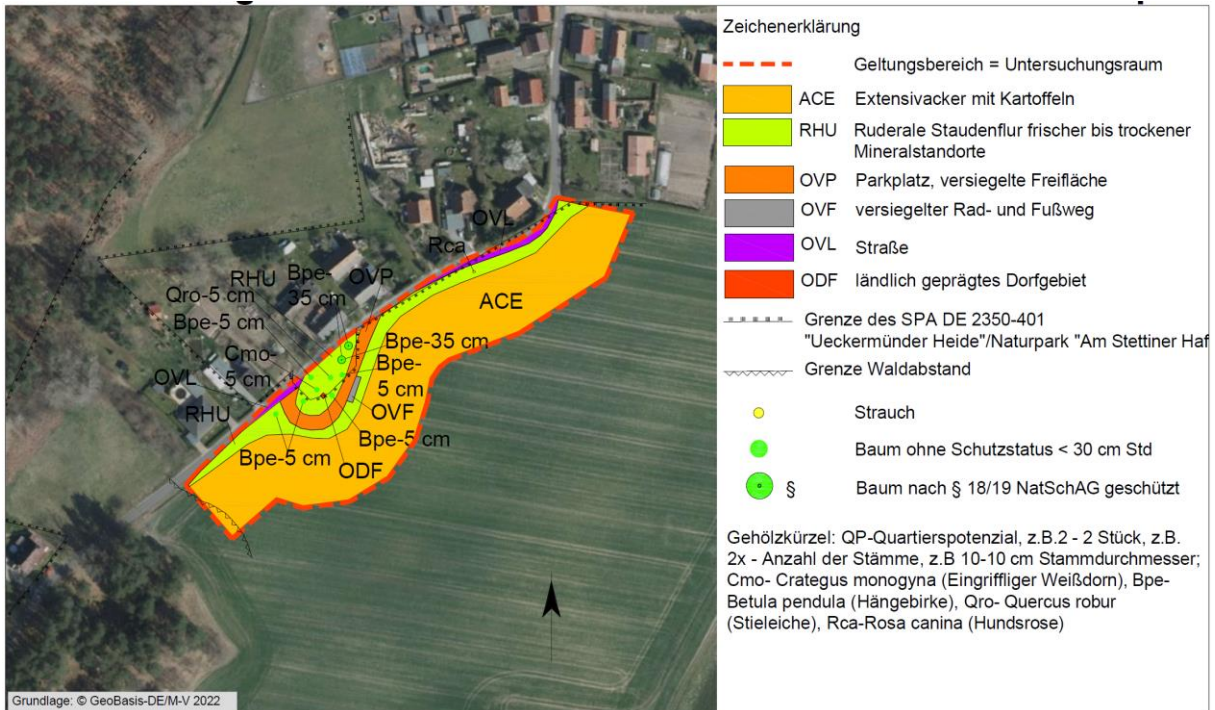 Zeichenerklärung
Geltungsbereich = Untersuchungsraum
ACE Extensivacker mit Kartoffeln
RHU Ruderale Staudenflur frischer bis trockener
Mineralstandorte
OVP Parkplatz, versiegelte Freifläche
OVF versiegelter Rad- und Fußweg
OVL Straße
ODF ländlich geprägtes Dorfgebiet
Grenze des SPA DE 2350-401
"Ueckermünder Heide"/Naturpark "Am Stettiner Haf
Grenze Waldabstand
Strauch
Baum ohne Schutzstatus < 30 cm Std
§ Baum nach § 18/19 NatSchAG geschützt
Gehölzkürzel: QP-Quartierspotenzial, z.B.2 - 2 Stück, z.B.
2x - Anzahl der Stämme, z.B 10-10 cm Stammdurchmesser;
Cmo- Crategus monogyna (Eingriffliger Weißdorn), Bpe-
Betula pendula (Hängebirke), Qro- Quercus robur
(Stieleiche), Rca-Rosa canina (Hundsrose)
OVL
Rca
RHU
Bpe-
35 cm
OVP
Qro-5 cm
Bpe-5 cm
ACE
Cmo-
5 cm
Bpe-35 cm
Bpe-
5 cm
OVL
RHU
OVF
Bpe-5 cm
Bpe-5 cm
ODF
Grundlage: © GeoBasis-DE/M-V 2022